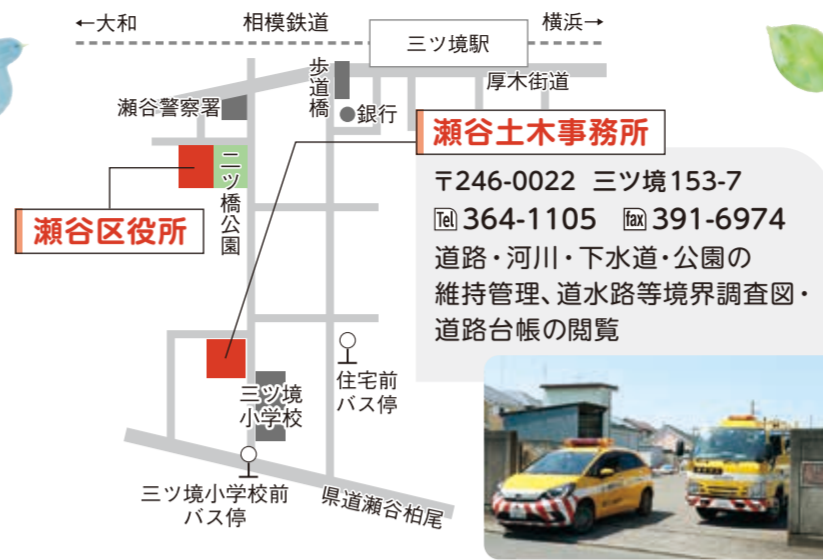 ←大和
相模鉄道
三ツ境駅
横浜→
厚木街道
歩道橋
銀行
瀬谷警察署
二ツ橋公園
瀬谷区役所
瀬谷土木事務所
〒246-0022 三ツ境153-7
Tel 364-1105 fax 391-6974
道路・河川・下水道・公園の
維持管理、道水路等境界調査図・
道路台帳の閲覧
三ツ境
小学校
住宅前
バス停
三ツ境小学校前
バス停
県道瀬谷柏尾